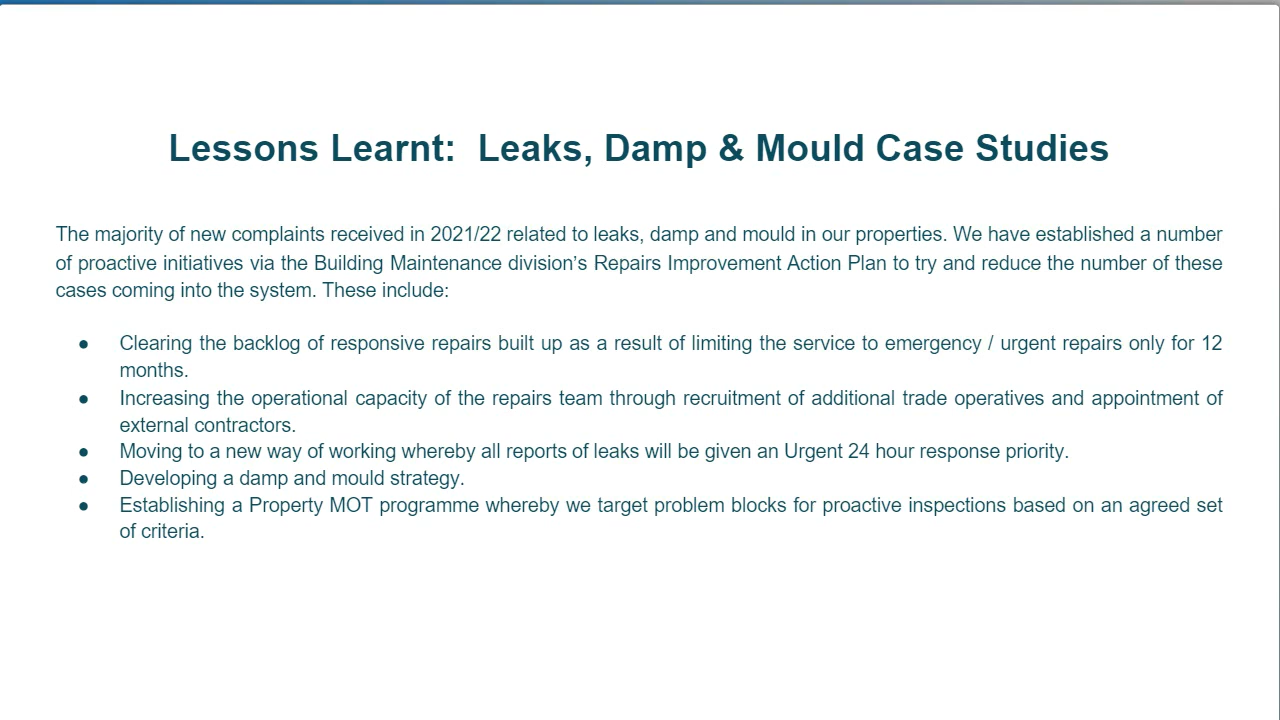 Lessons Learnt:  Leaks, Damp & Mould Case Studies
The majority of new complaints received in 2021/22 related to leaks, damp and mould in our properties. We have established a number
of proactive initiatives via the Building Maintenance division's Repairs Improvement Action Plan to try and reduce the number of these
cases coming into the system. These include:
● Clearing the backlog of responsive repairs built up as a result of limiting the service to emergency / urgent repairs only for 12
months.
● Increasing the operational capacity of the repairs team through recruitment of additional trade operatives and appointment of
external contractors.
● Moving to a new way of working whereby all reports of leaks will be given an Urgent 24 hour response priority.
● Developing a damp and mould strategy.
● Establishing a Property MOT programme whereby we target problem blocks for proactive inspections based on an agreed set
of criteria.